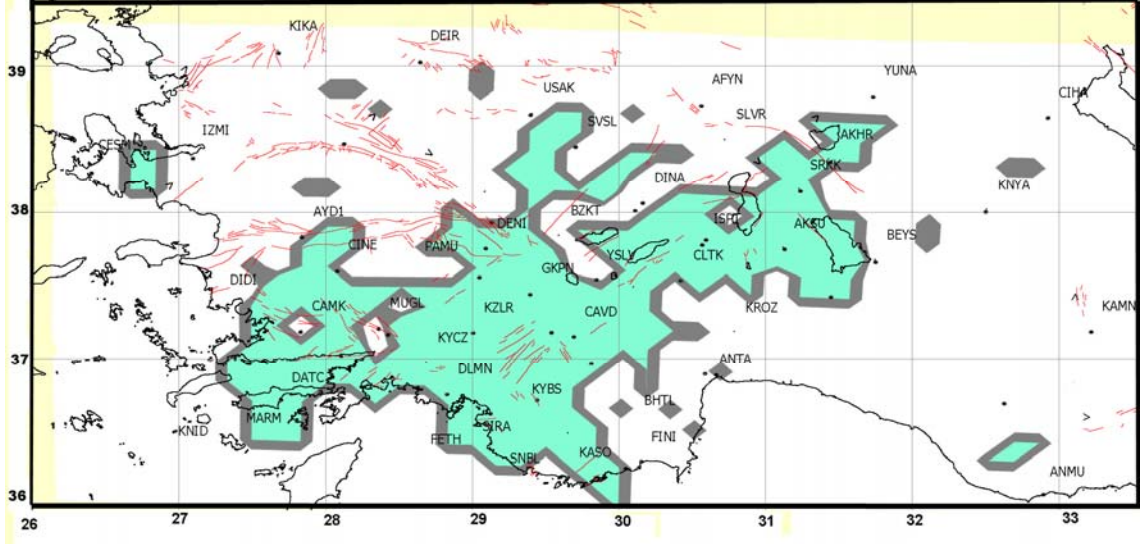 KIKA
DEIR
39
AFYN
YUNA
USAK
CIHA
SVSL
SLVR
IZMI
AKHR
CESM
SRKK
DINA
KNYA
38
AYD1
BZKT
ISPT
DENI
AKSU
BEYS
CINE
PAMU
YSLY
CLTK
GKPN
DIDI
CAMK
MUGL
KZLR
CAVD
KROZ
KAMN
KYCZ
37
DLMN
ANTA
DATC
KYBS
BHTL
MARM
KNID
SIRA
FETH
FINI
SNBL
KASO
ANMU
36
26 27 28 29 30 31 32 33